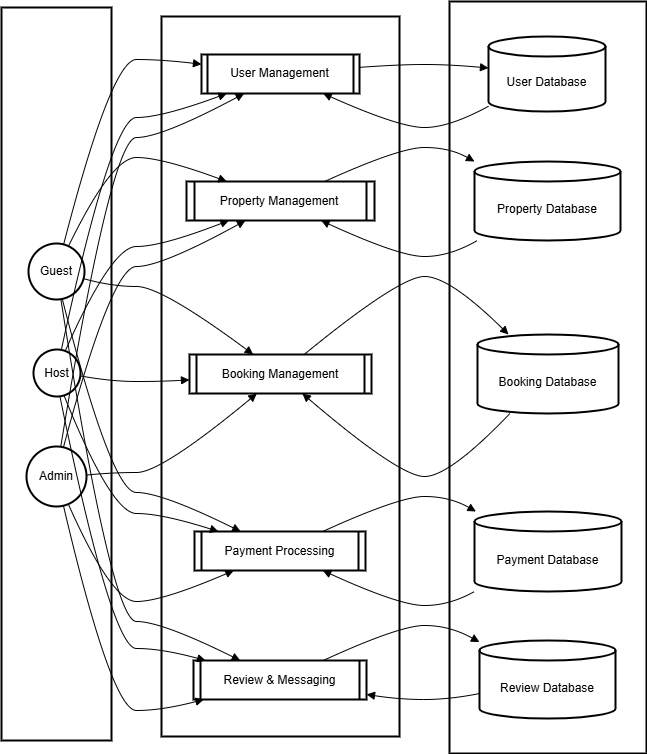 User Management
User Database
Property Management
Property Database
Guest
Host
Booking Management
Booking Database
Admin
Payment Processing
Payment Database
Review & Messaging
Review Database